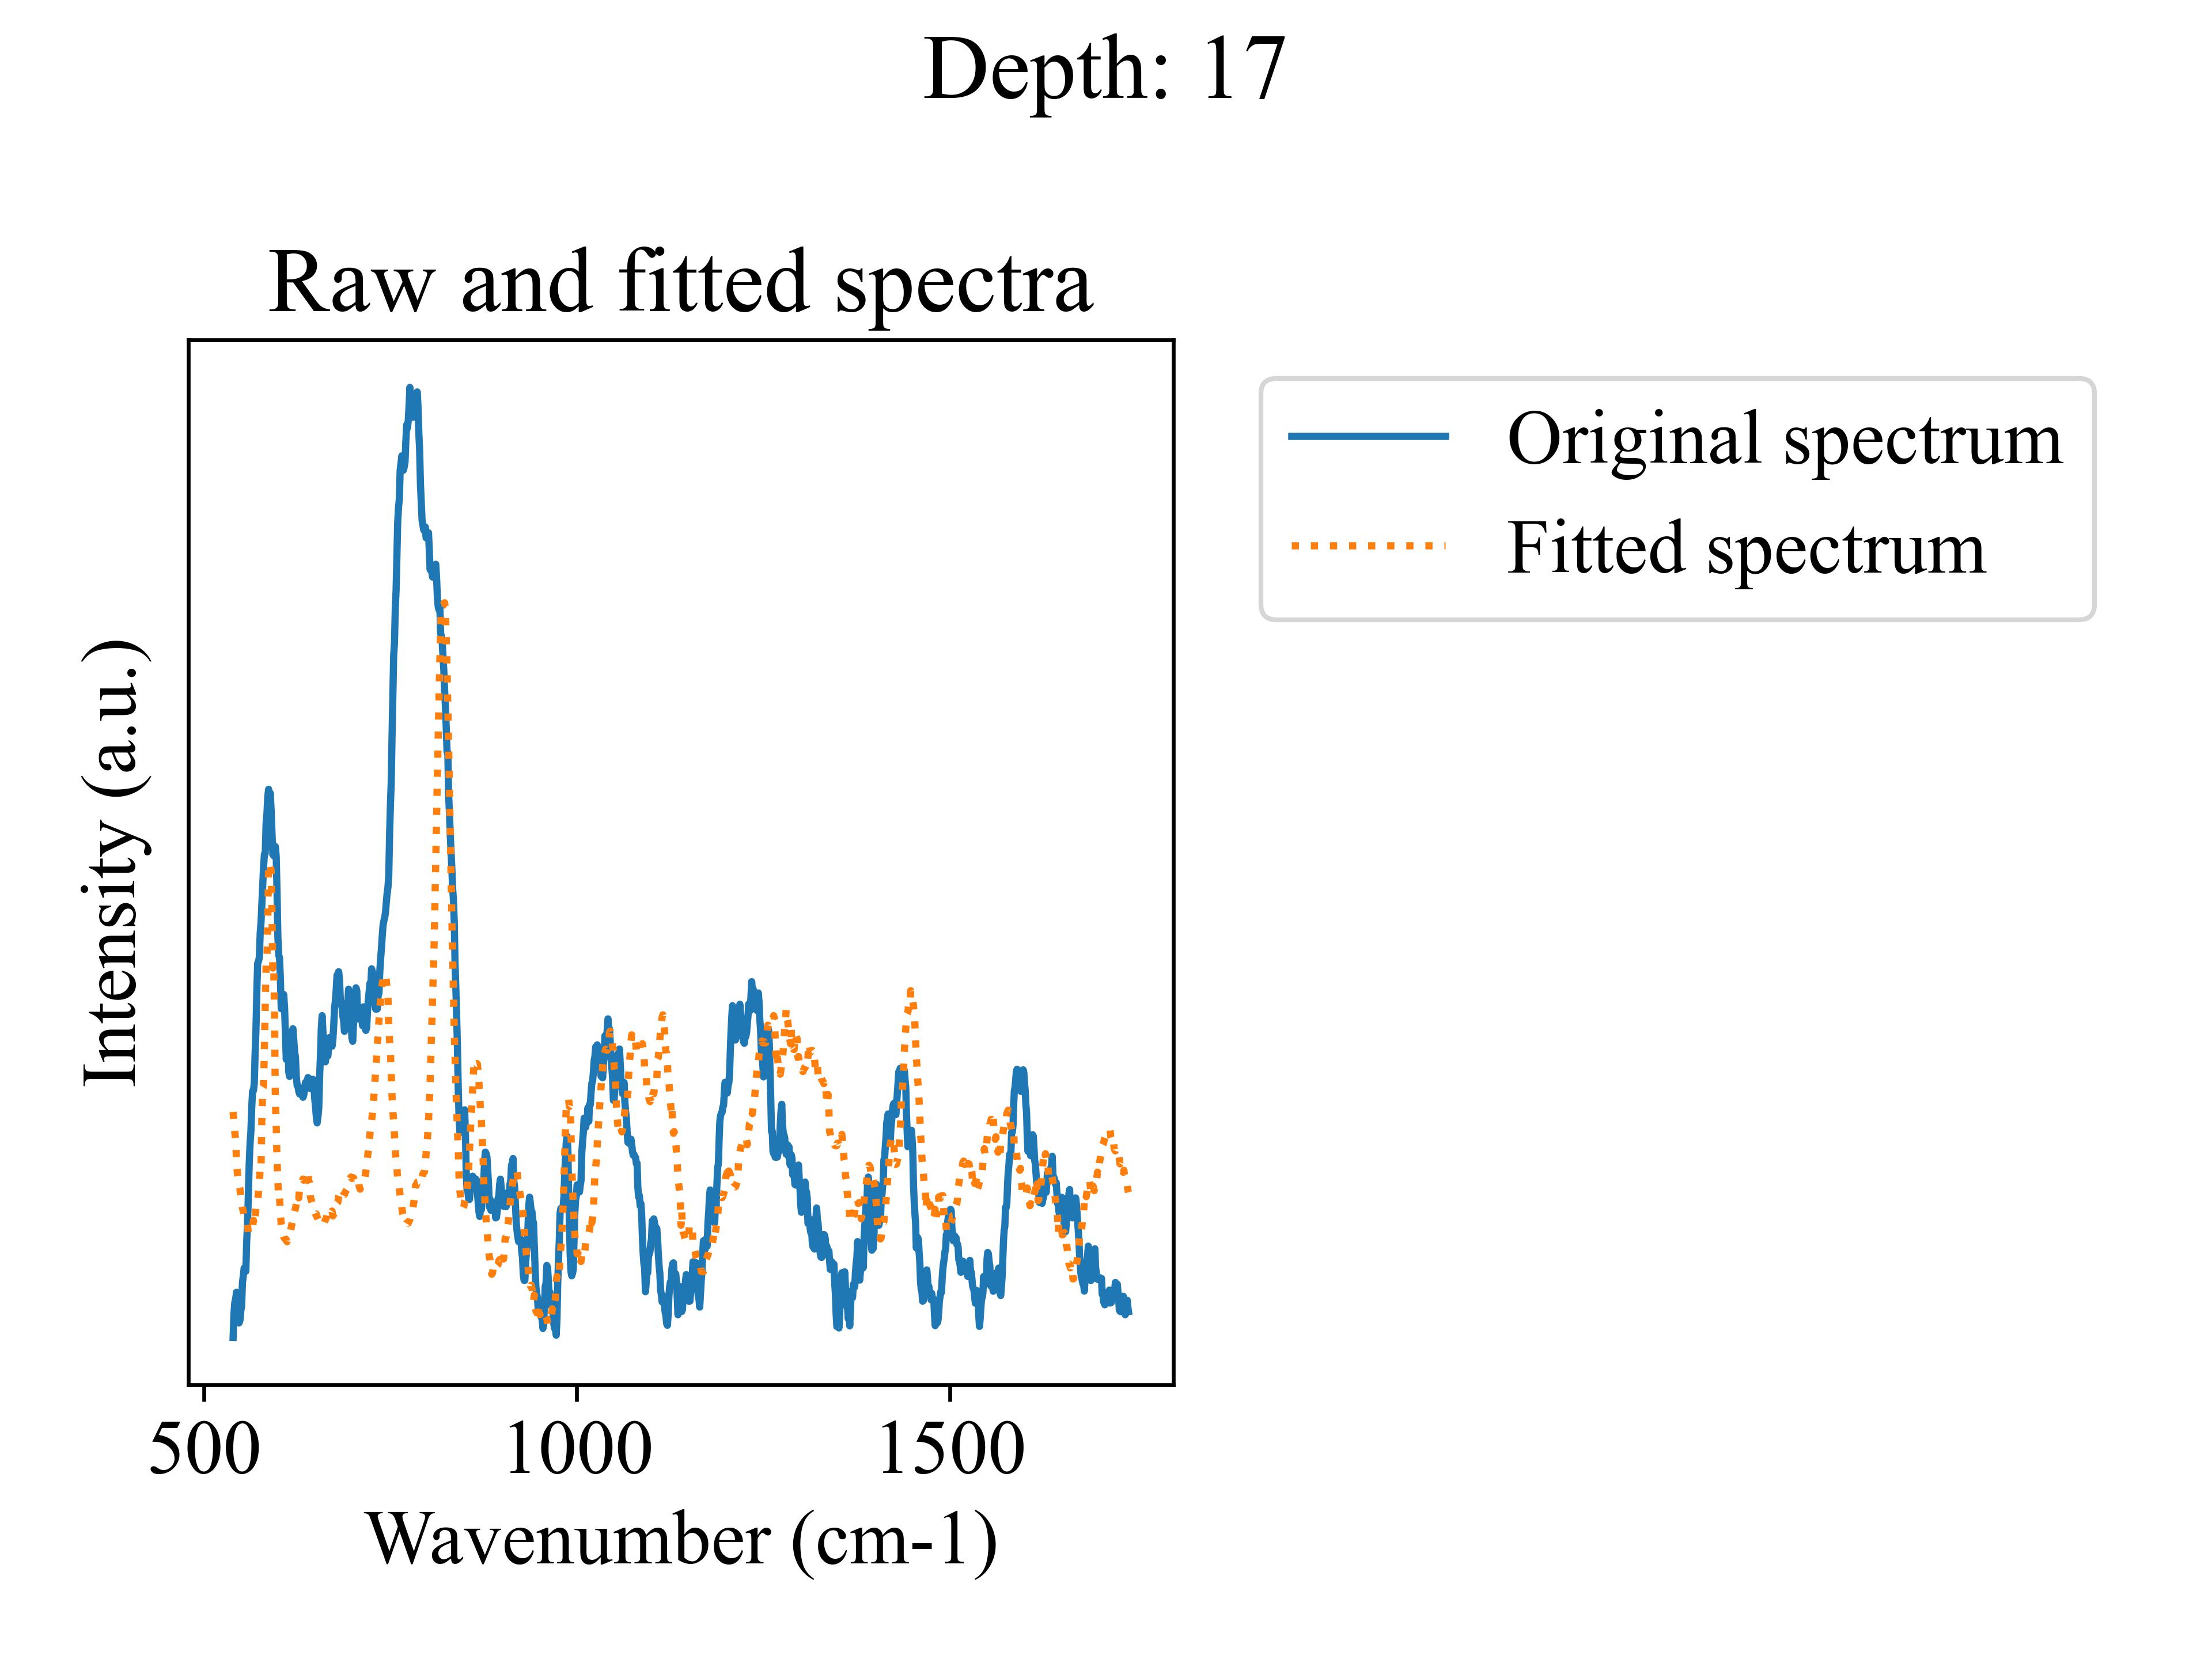 Depth: 17
Raw and fitted spectra
Original spectrum
Fitted spectrum
Intensity (a.u.)
500 1000 1500
Wavenumber (cm-1)